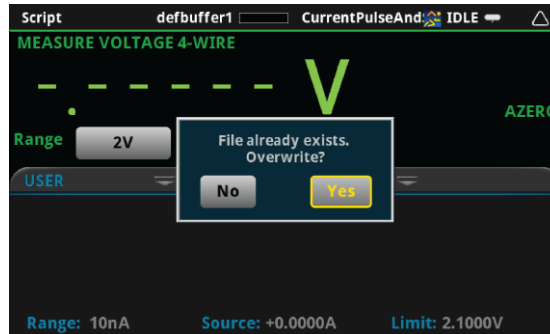 Script defbuffer1 CurrentPulseAnd IDLE
MEASURE VOLTAGE 4-WIRE
-.----- V
AZERO
Range 2V
File already exists.
Overwrite?
No Yes
USER
Range: 10nA Source: +0.0000A Limit: 2.1000V